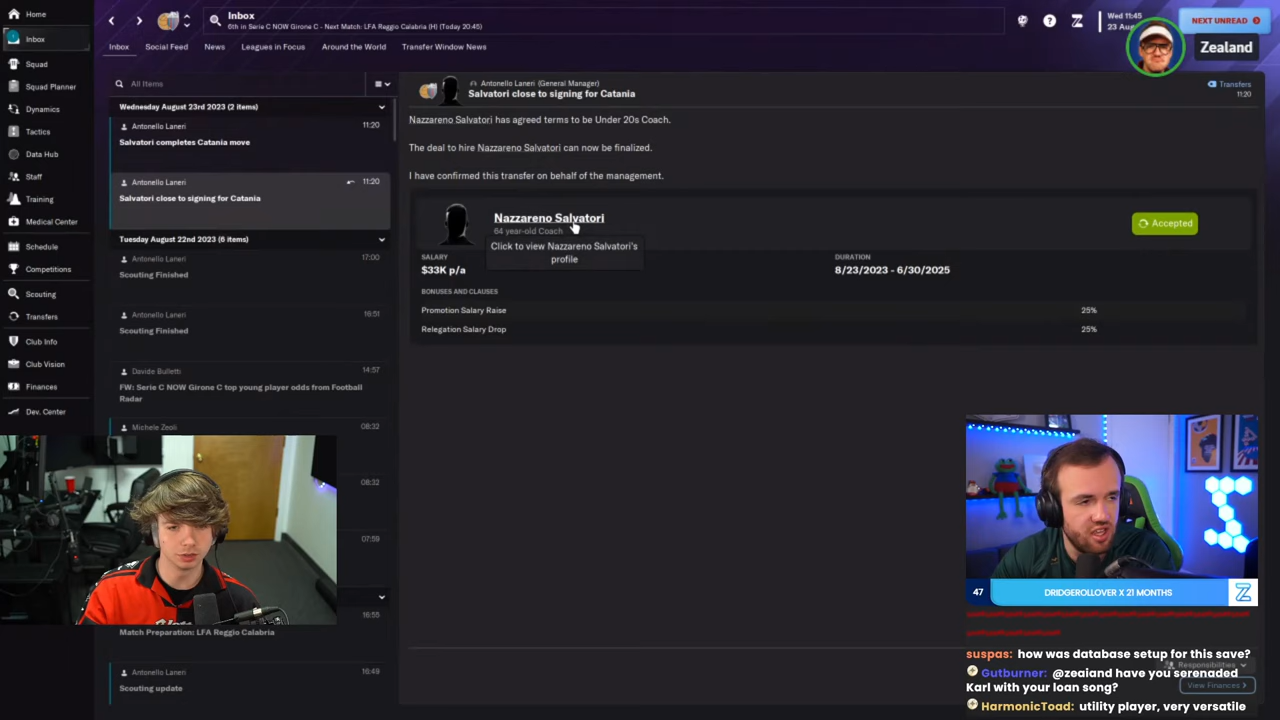 Home
Inbox
Squad
Squad Planner
Dynamics
Tactics
Data Hub
Staff
Training
Medical Center
Schedule
Competitions
Scouting
Transfers
Club Info
Club Vision
Finances
Dev. Center
Inbox
6th in Serie C NOW Girone C - Next Match: LFA Reggio Calabria (H) (Today 20:45)
Wed 11:45
NEXT UNREAD
Zealand
Inbox
Social Feed
News
Leagues in Focus
Around the World
Transfer Window News
All Items
Wednesday August 23rd 2023 (2 items)
Antonello Laneri 11:20
Salvatori completes Catania move
Antonello Laneri 11:20
Salvatori close to signing for Catania
Tuesday August 22nd 2023 (6 items)
Antonello Laneri 17:00
Scouting Finished
Antonello Laneri 16:51
Scouting Finished
Davide Bulletti 14:57
FW: Serie C NOW Girone C top young player odds from Football
Radar
Michele Zeoli 08:32
08:32
07:59
16:55
Match Preparation: LFA Reggio Calabria
Antonello Laneri 16:49
Scouting update
Antonello Laneri (General Manager)
Salvatori close to signing for Catania
Transfers
11:20
Nazzareno Salvatori has agreed terms to be Under 20s Coach.
The deal to hire Nazzareno Salvatori can now be finalized.
I have confirmed this transfer on behalf of the management.
Nazzareno Salvatori
64 year-old Coach
Accepted
Click to view Nazzareno Salvatori's
profile
SALARY
$33K p/a
DURATION
8/23/2023 - 6/30/2025
BONUSES AND CLAUSES
Promotion Salary Raise 25%
Relegation Salary Drop 25%
47 DRIDGEROLLOVER X 21 MONTHS
suspas: how was database setup for this save?
Gutburner: @zealand have you serenaded
Karl with your loan song?
HarmonicToad: utility player, very versatile
Responsibilities
View Finances